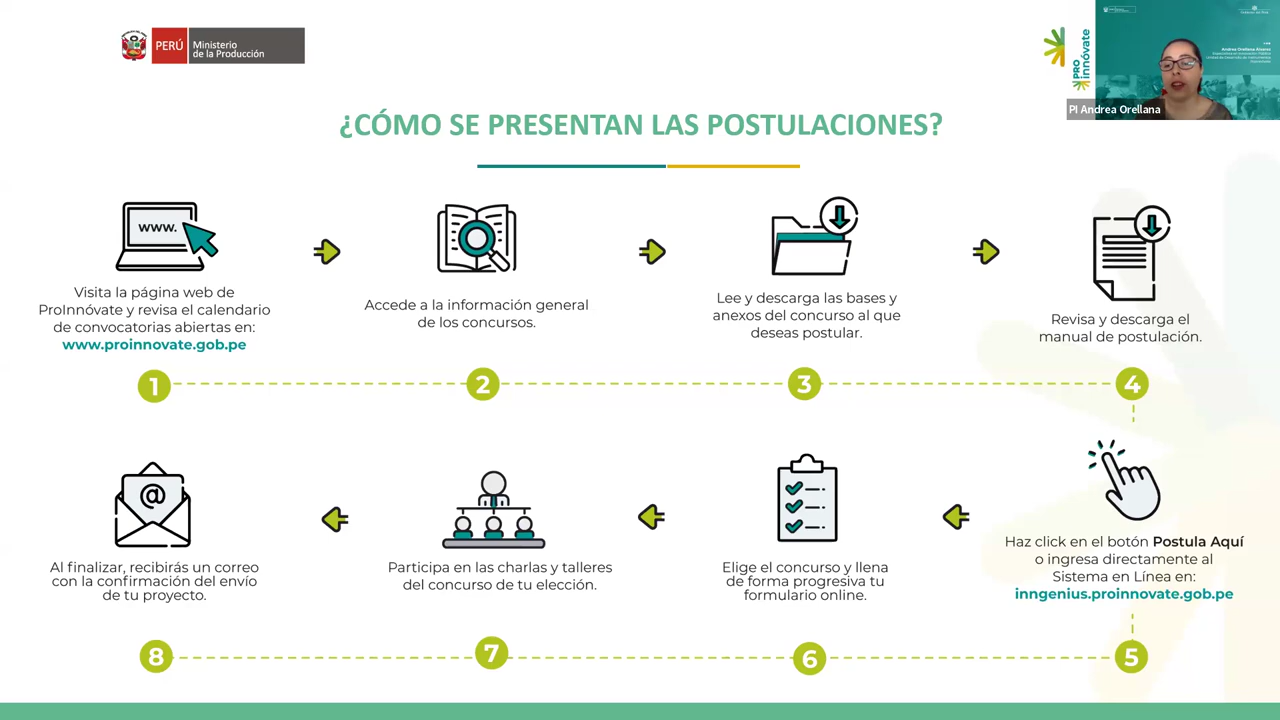 PERÚ
Ministerio
de la Producción
PRO
innóvate
Andrea Orellana Alvarez
PI Andrea Orellana
¿CÓMO SE PRESENTAN LAS POSTULACIONES?
www.
Visita la página web de
ProInnóvate y revisa el calendario
de convocatorias abiertas en:
www.proinnovate.gob.pe
Accede a la información general
de los concursos.
Lee y descarga las bases y
anexos del concurso al que
deseas postular.
Revisa y descarga el
manual de postulación.
1
2
3
4
Haz click en el botón Postula Aquí
o ingresa directamente al
Sistema en Línea en:
inngenius.proinnovate.gob.pe
Elige el concurso y llena
de forma progresiva tu
formulario online.
Participa en las charlas y talleres
del concurso de tu elección.
@
Al finalizar, recibirás un correo
con la confirmación del envío
de tu proyecto.
5
6
7
8